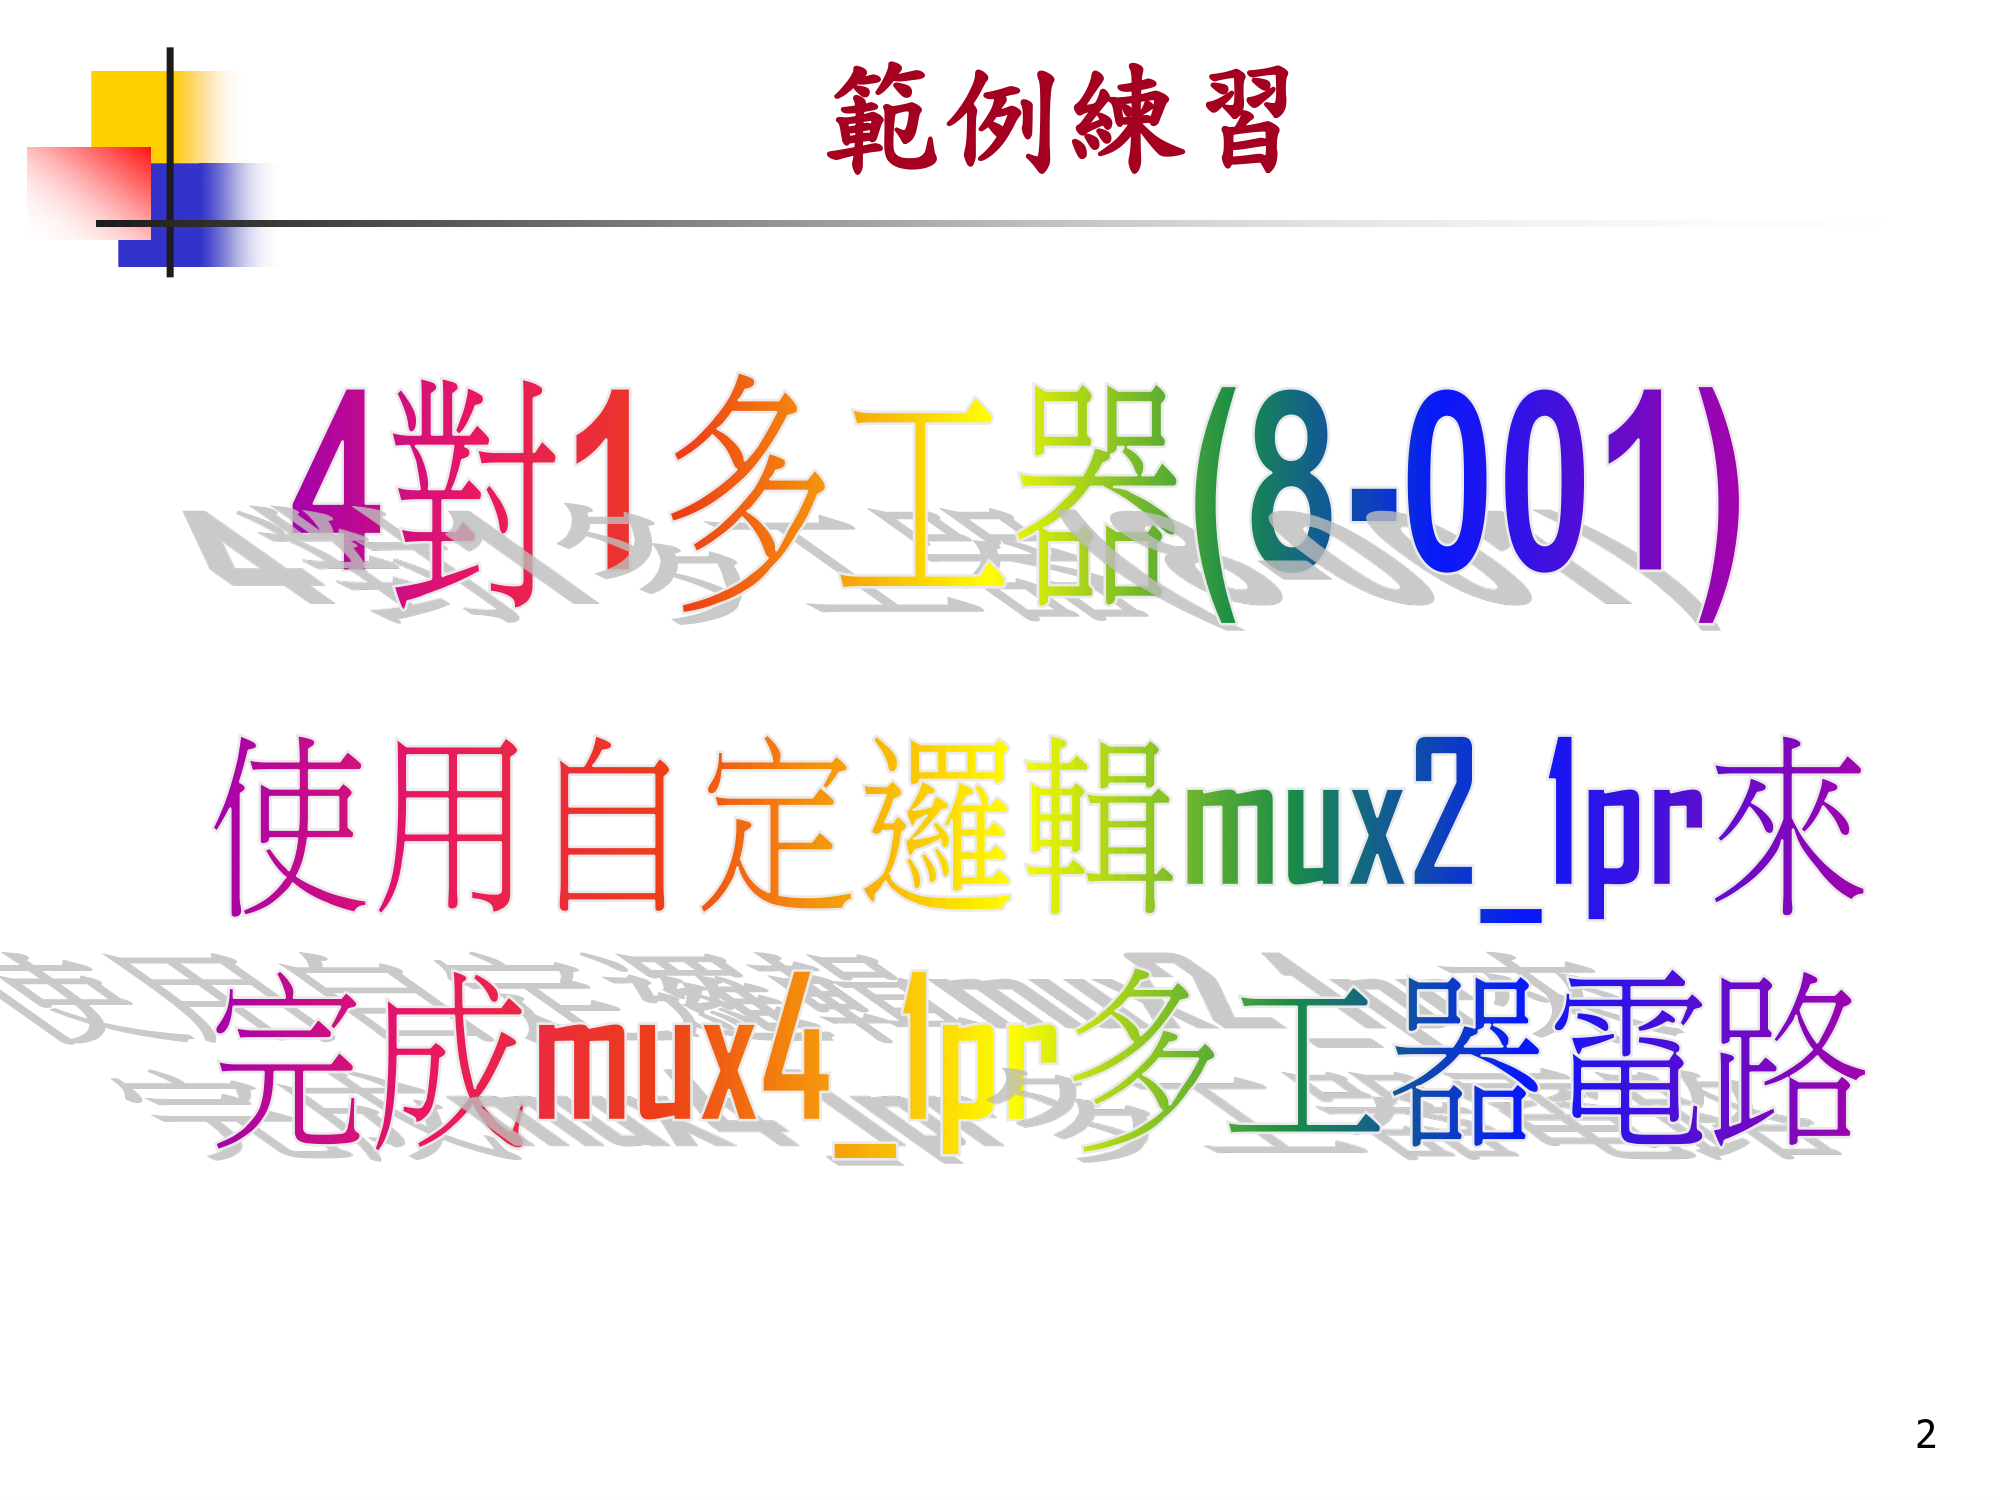 範例練習
4對1多工器(8-001)
使用自定邏輯mux2_1pr來
完成mux4_1pr多工器電路
2